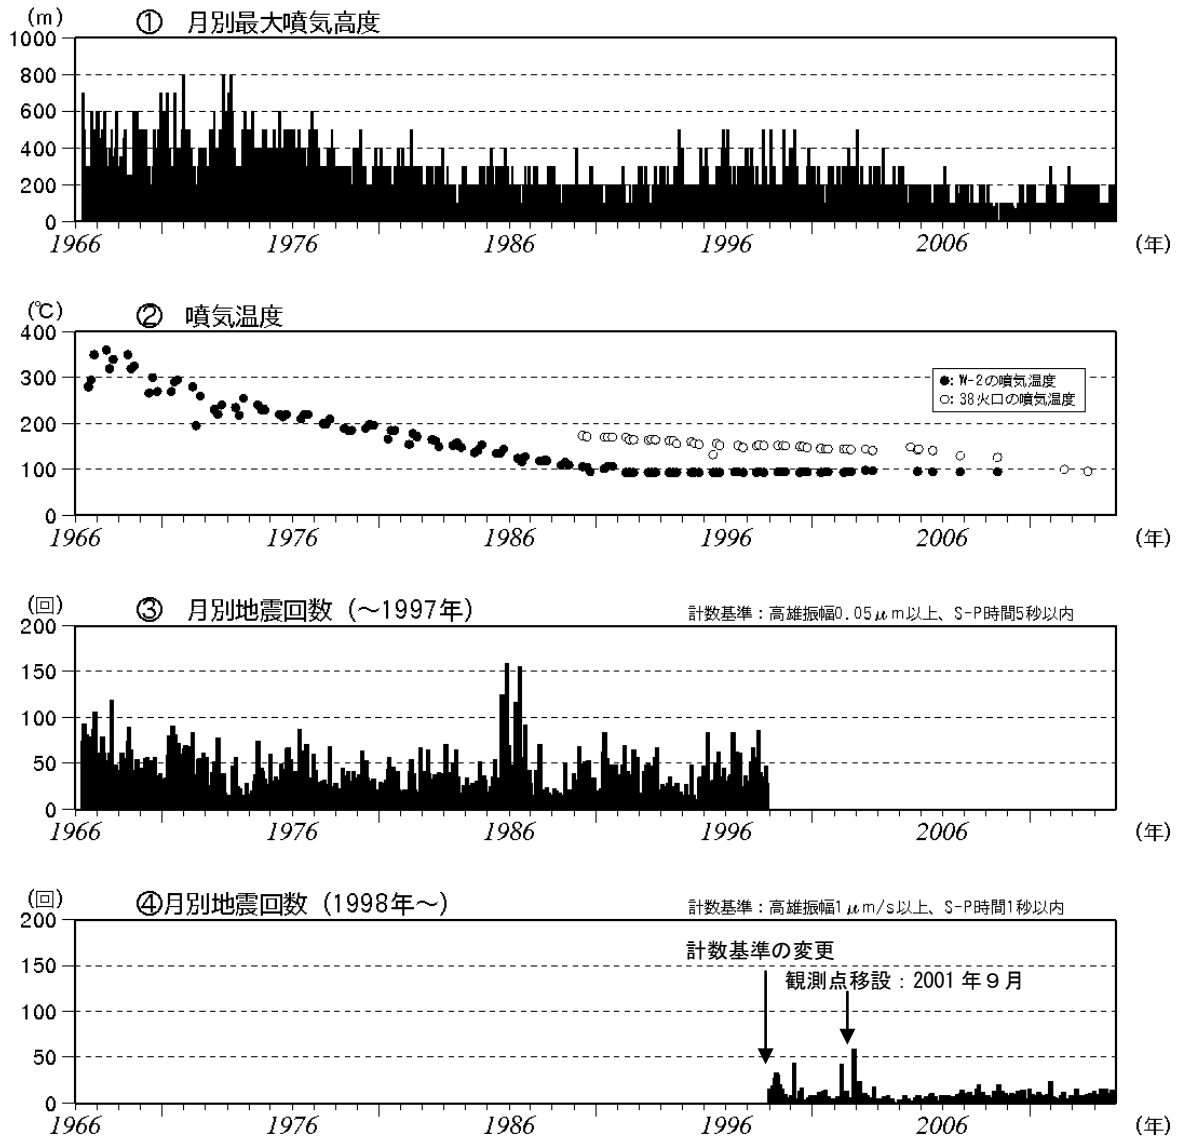 (m)
① 月別最大噴気高度
1000
800
600
400
200
0
1966 1976 1986 1996 2006 (年)
(℃)
② 噴気温度
400
300
200
100
0
●: W-2の噴気温度
○: 38火口の噴気温度
1966 1976 1986 1996 2006 (年)
(回)
③ 月別地震回数（～1997年）
計数基準：高雄振幅0.05μm以上、S-P時間5秒以内
200
150
100
50
0
1966 1976 1986 1996 2006 (年)
(回)
④月別地震回数（1998年～）
計数基準：高雄振幅1μm/s以上、S-P時間1秒以内
200
150
100
50
0
計数基準の変更
観測点移設：2001年９月
1966 1976 1986 1996 2006 (年)